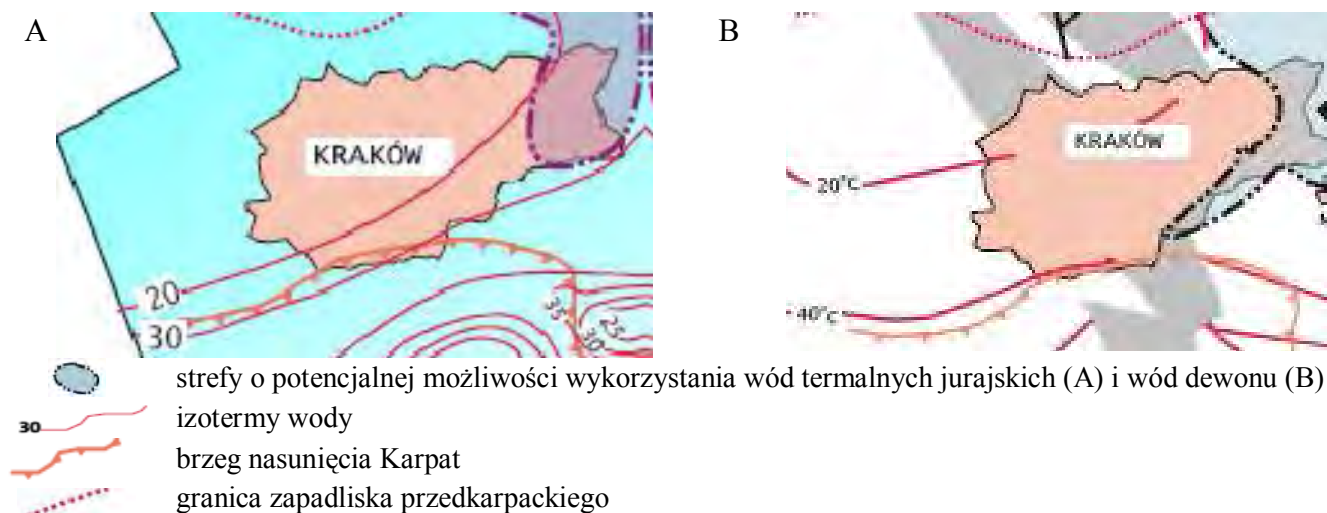 A
B
KRAKÓW
KRAKÓW
20°C
20
30
35
30
25
40°C
strefy o potencjalnej możliwości wykorzystania wód termalnych jurajskich (A) i wód dewonu (B)
30
izotermy wody
brzeg nasunięcia Karpat
granica zapadliska przedkarpackiego